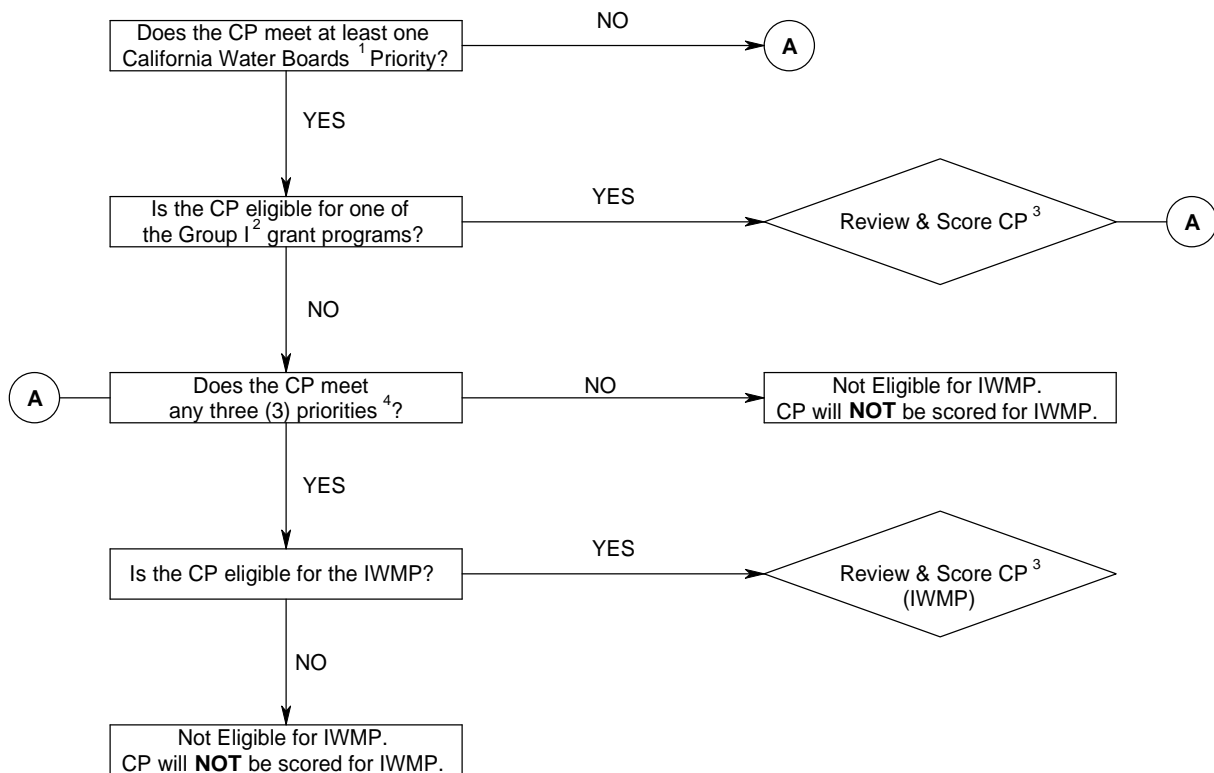 Does the CP meet at least one
California Water Boards 1 Priority?
NO
A
YES
Is the CP eligible for one of
the Group I 2 grant programs?
YES
Review & Score CP 3
A
NO
A
Does the CP meet
any three (3) priorities 4 ?
NO
Not Eligible for IWMP.
CP will NOT be scored for IWMP.
YES
Is the CP eligible for the IWMP?
YES
Review & Score CP 3
(IWMP)
NO
Not Eligible for IWMP.
CP will NOT be scored for IWMP.